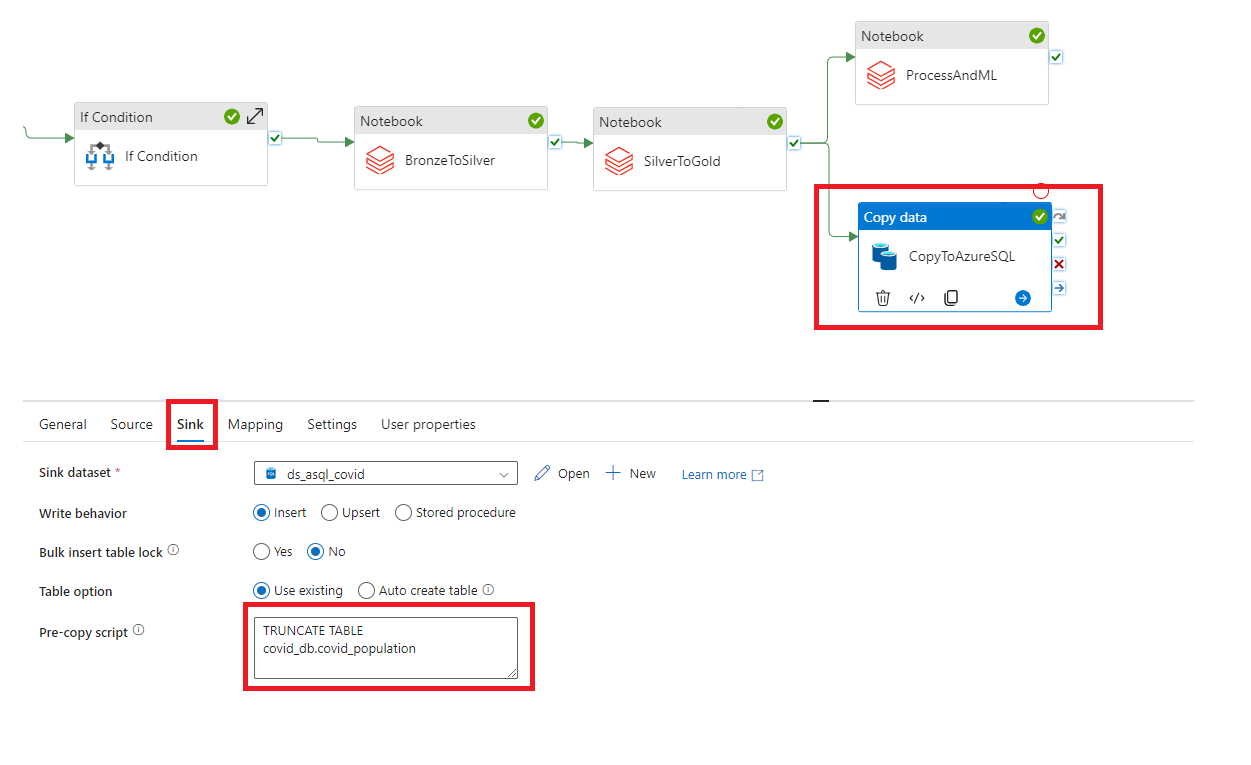 Notebook
ProcessAndML
If Condition
If Condition
Notebook
BronzeToSilver
Notebook
SilverToGold
Copy data
CopyToAzureSQL
General Source Sink Mapping Settings User properties
Sink dataset * ds_asql_covid Open New Learn more
Write behavior Insert Upsert Stored procedure
Bulk insert table lock Yes No
Table option Use existing Auto create table
Pre-copy script TRUNCATE TABLE
covid_db.covid_population